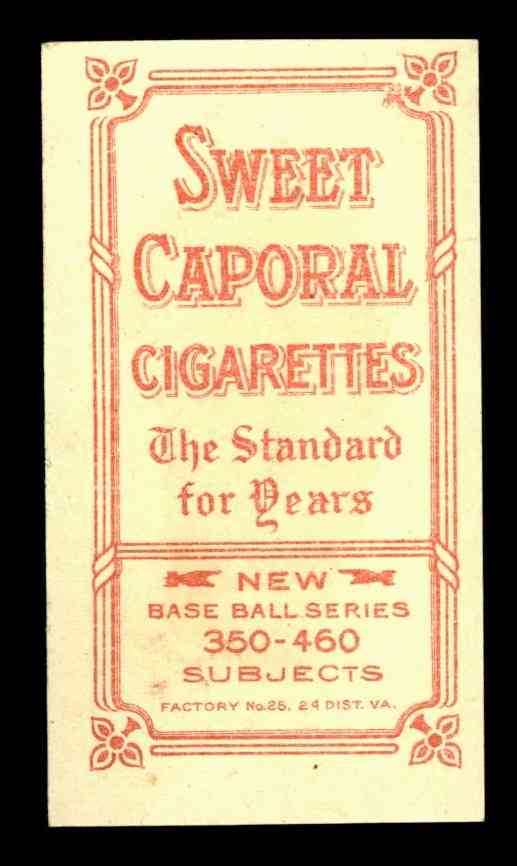 SWEET
CAPORAL
CIGARETTES
The Standard
for Years
NEW
BASE BALL SERIES
350-460
SUBJECTS
FACTORY No. 25, 2d DIST. VA.